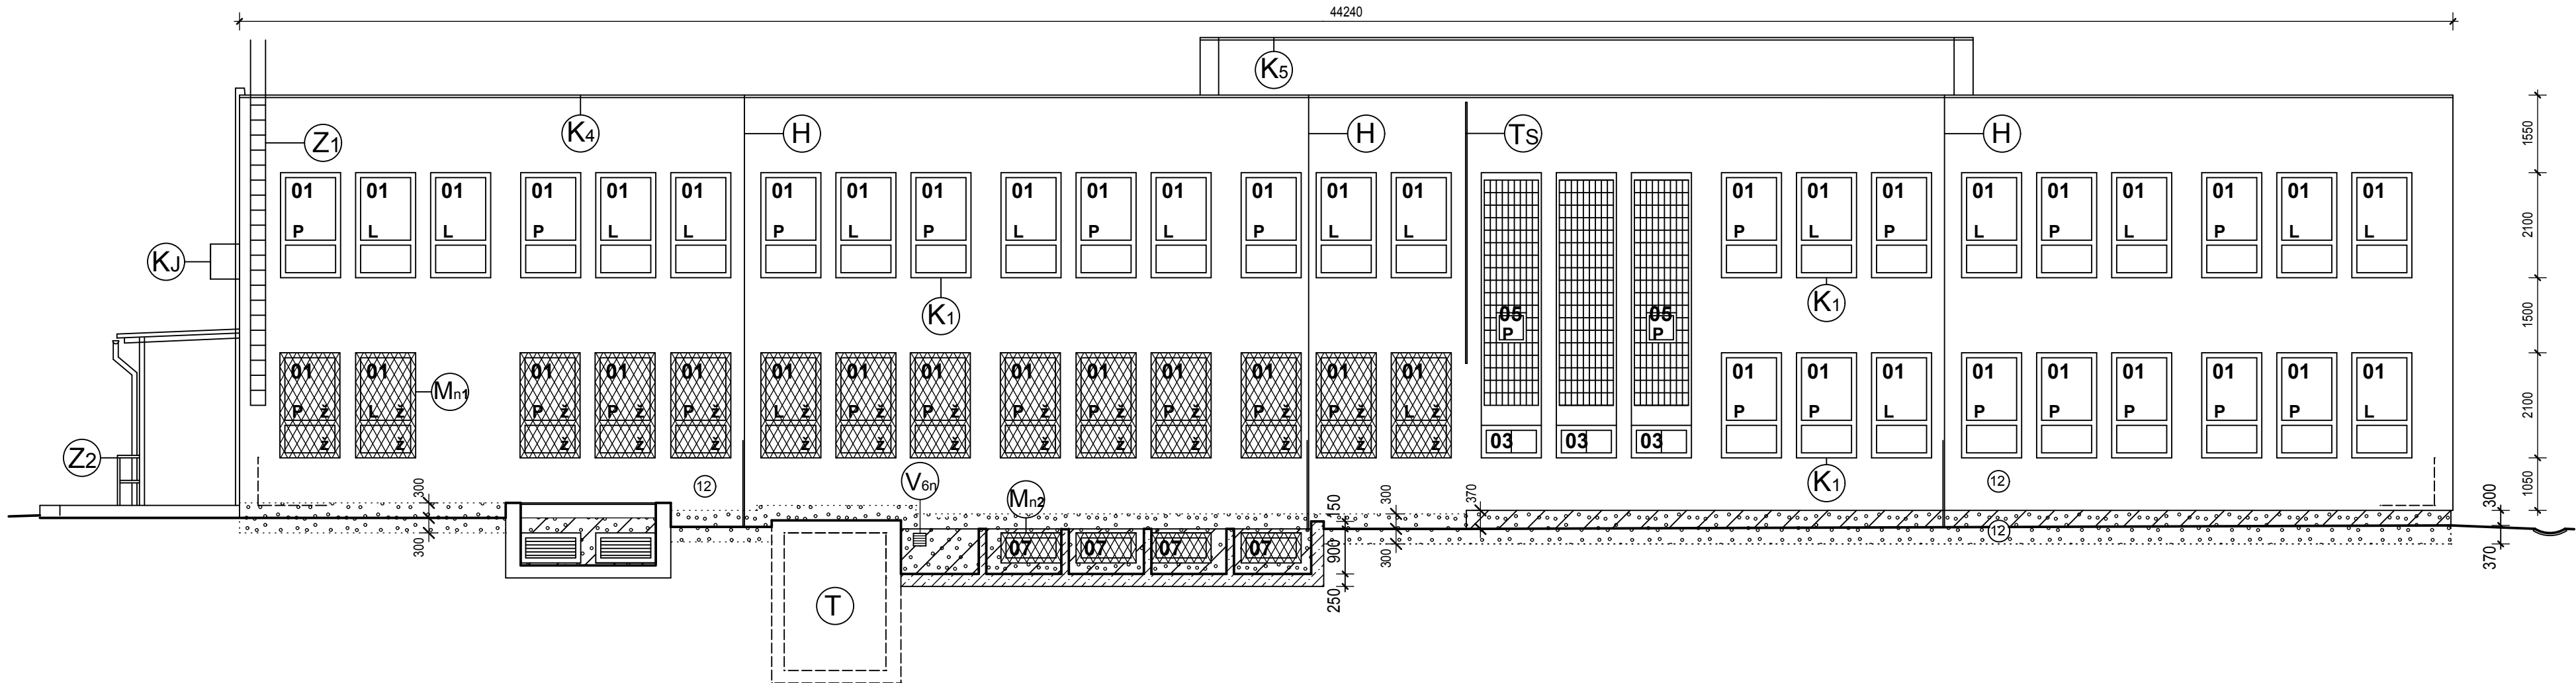 44240
K5
K4
H
H
TS
H
Z1
1550
01 01 01 01 01 01 01 01 01 01 01 01 01 01 01 01 01 01 01 01 01 01 01 01
P L L P L L P L P L P L P L L P L P L P L P L L
2100
KJ
K1
K1
1500
05 05
P P
01 01 01 01 01 01 01 01 01 01 01 01 01 01 01 01 01 01 01 01 01 01 01
Mn1
2100
P ž L ž P ž P ž P ž L ž P ž P ž P ž P ž P ž P ž P ž L ž P P L P P P P P L
ž ž ž ž ž ž ž ž ž ž ž ž ž ž
03 03 03
Z2
V6n
Mn2
12
K1
12
1050
300
150
300
370
300
12
300
07 07 07 07
900
300
370
250
T